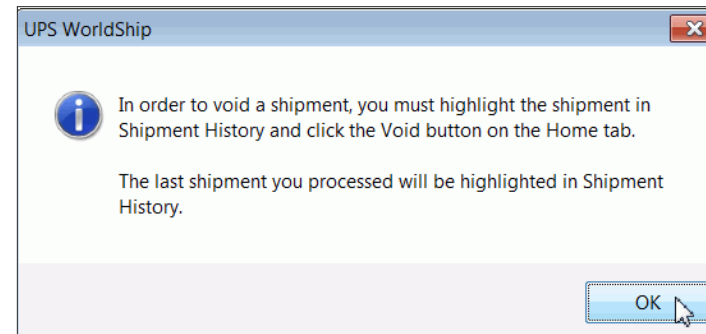 UPS WorldShip
In order to void a shipment, you must highlight the shipment in
Shipment History and click the Void button on the Home tab.
The last shipment you processed will be highlighted in Shipment
History.
OK